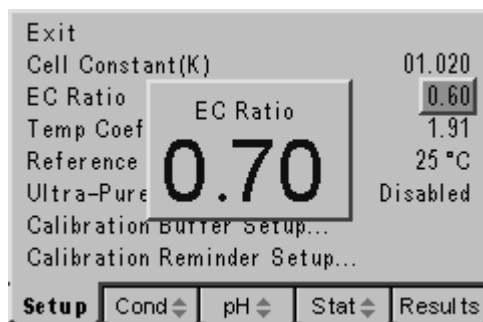 Exit
Cell Constant(K) 01.020
EC Ratio 0.60
Temp Coef 1.91
Reference 25 °C
Ultra-Pure Disabled
Calibration Buffer Setup...
Calibration Reminder Setup...
EC Ratio
0.70
Setup Cond pH Stat Results